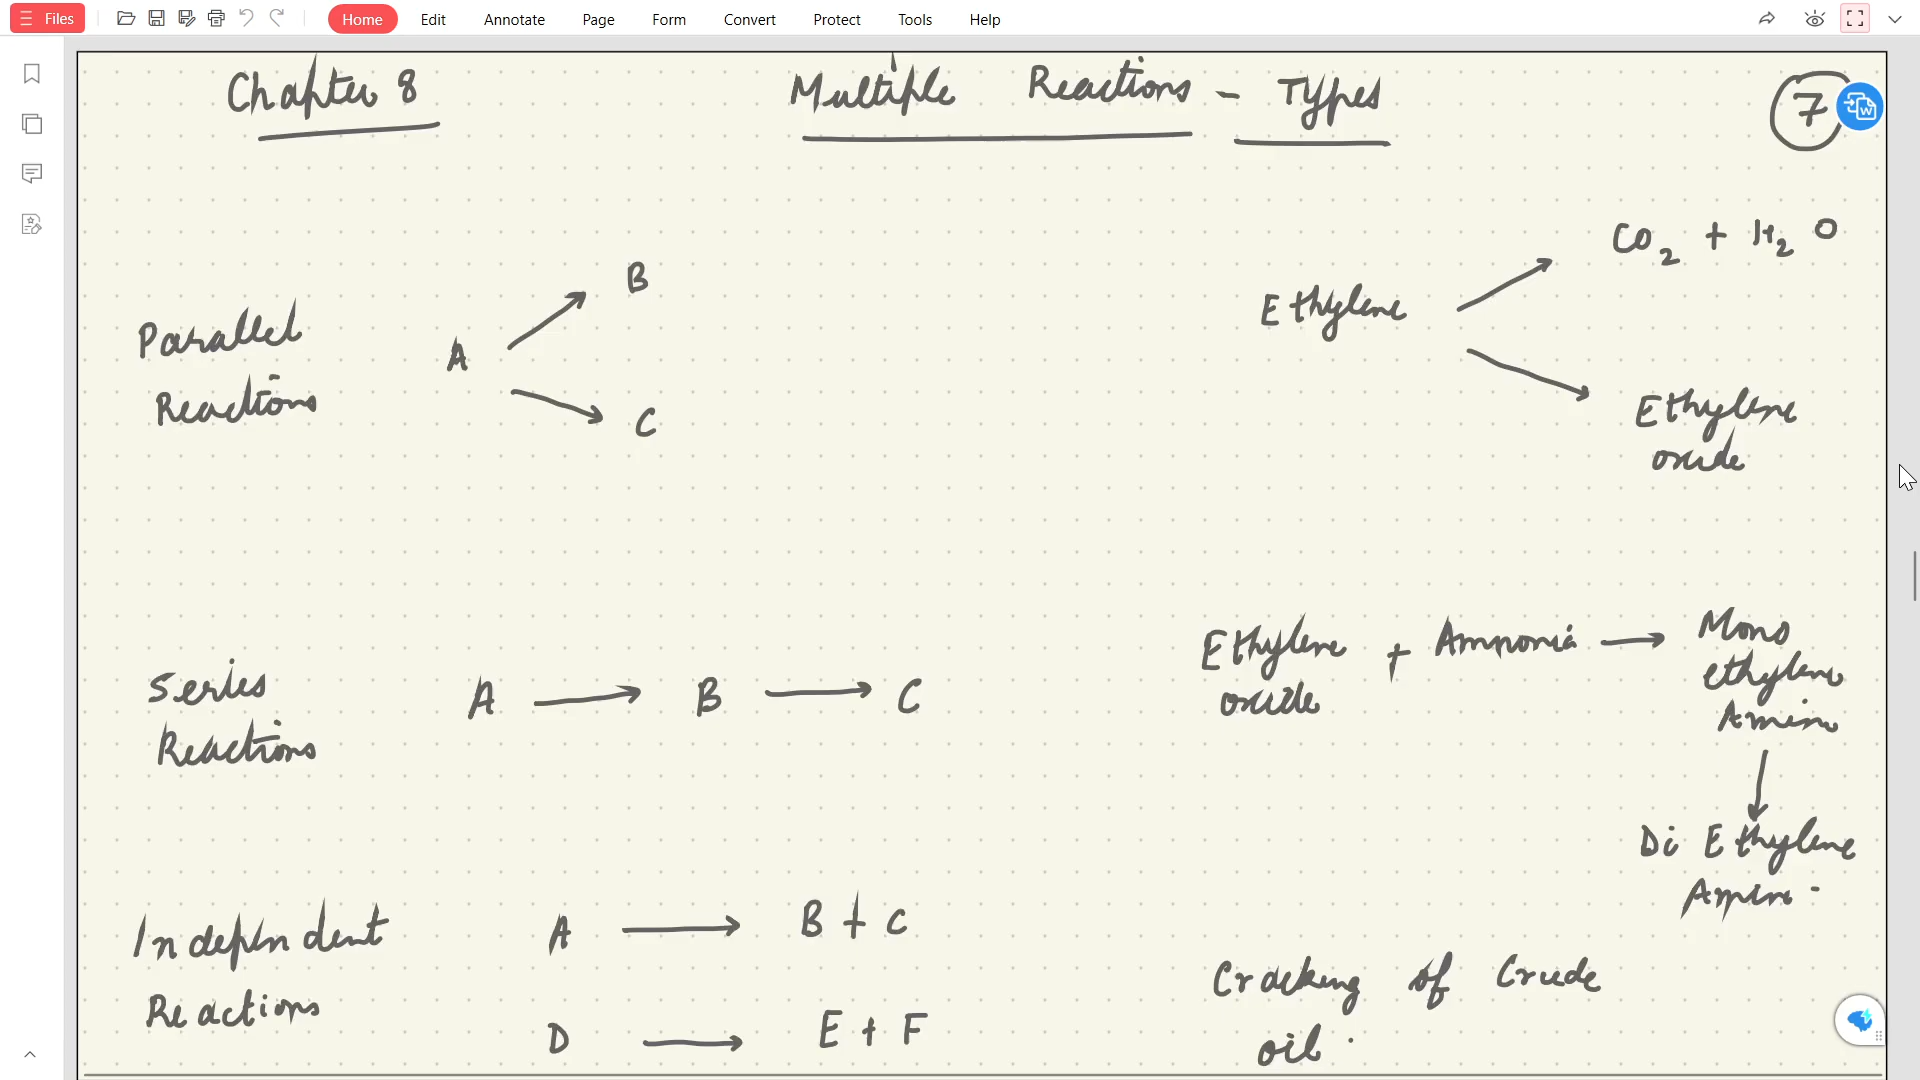 Files
Home Edit Annotate Page Form Convert Protect Tools Help
Chapter 8 Multiple Reactions - Types 7
Parallel
Reactions
A
B
C
Ethylene
CO2 + H2O
Ethylene
oxide
Series
Reactions
A → B → C
Ethylene
oxide
+ Ammonia →
Mono
ethylene
Amine
Di Ethylene
Amine.
Independent
Reactions
A → B + C
D → E + F
Cracking of Crude
oil.